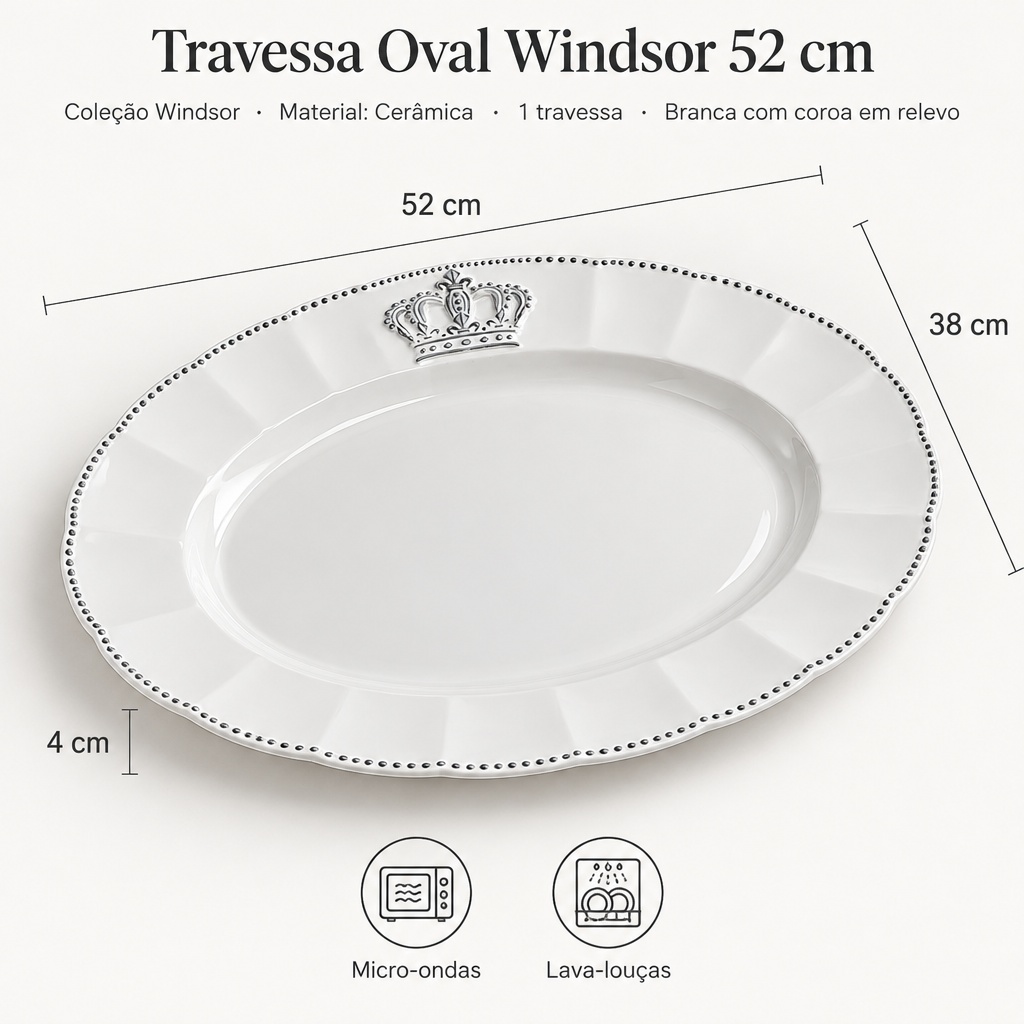 Travessa Oval Windsor 52 cm
Coleção Windsor · Material: Cerâmica · 1 travessa · Branca com coroa em relevo
52 cm
38 cm
4 cm
Micro-ondas
Lava-louças